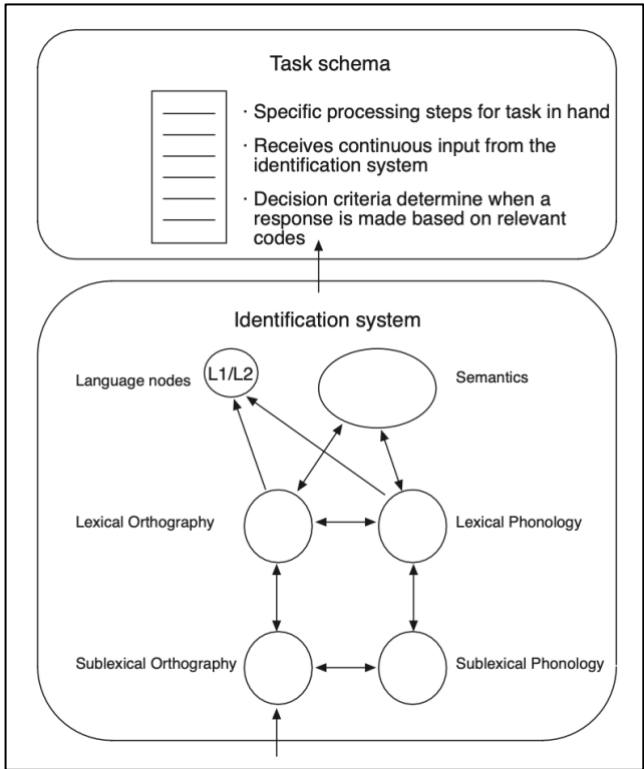 Task schema
· Specific processing steps for task in hand
· Receives continuous input from the
identification system
· Decision criteria determine when a
response is made based on relevant
codes
Identification system
Language nodes
L1/L2
Semantics
Lexical Orthography
Lexical Phonology
Sublexical Orthography
Sublexical Phonology